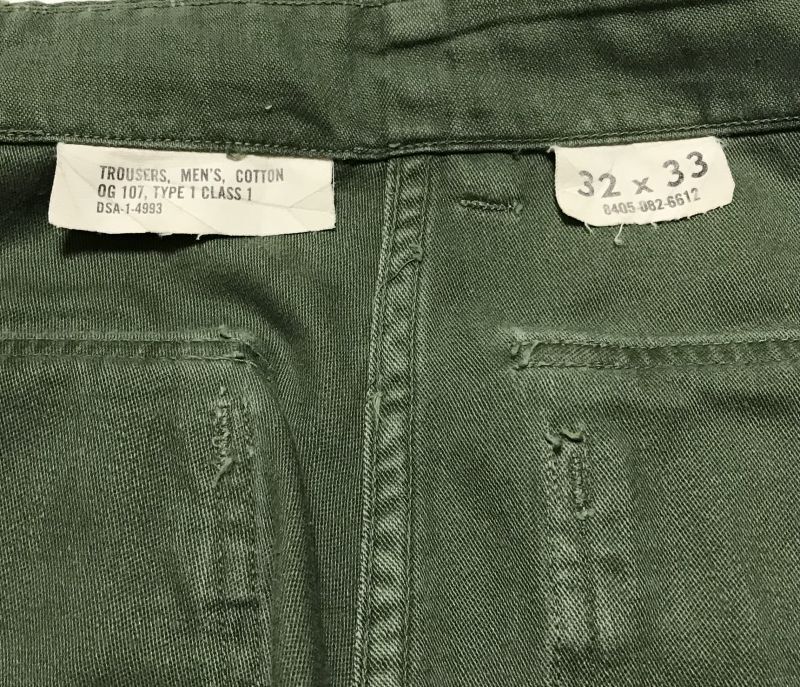 TROUSERS, MEN'S, COTTON
OG 107, TYPE 1 CLASS 1
DSA-1-4993
32 x 33
8405-082-6612